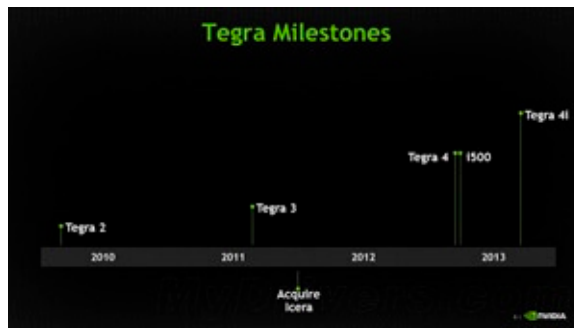 Tegra Milestones
Tegra 4i
Tegra 4
i500
Tegra 3
Tegra 2
2010
2011
2012
2013
Acquire
Icera
NVIDIA